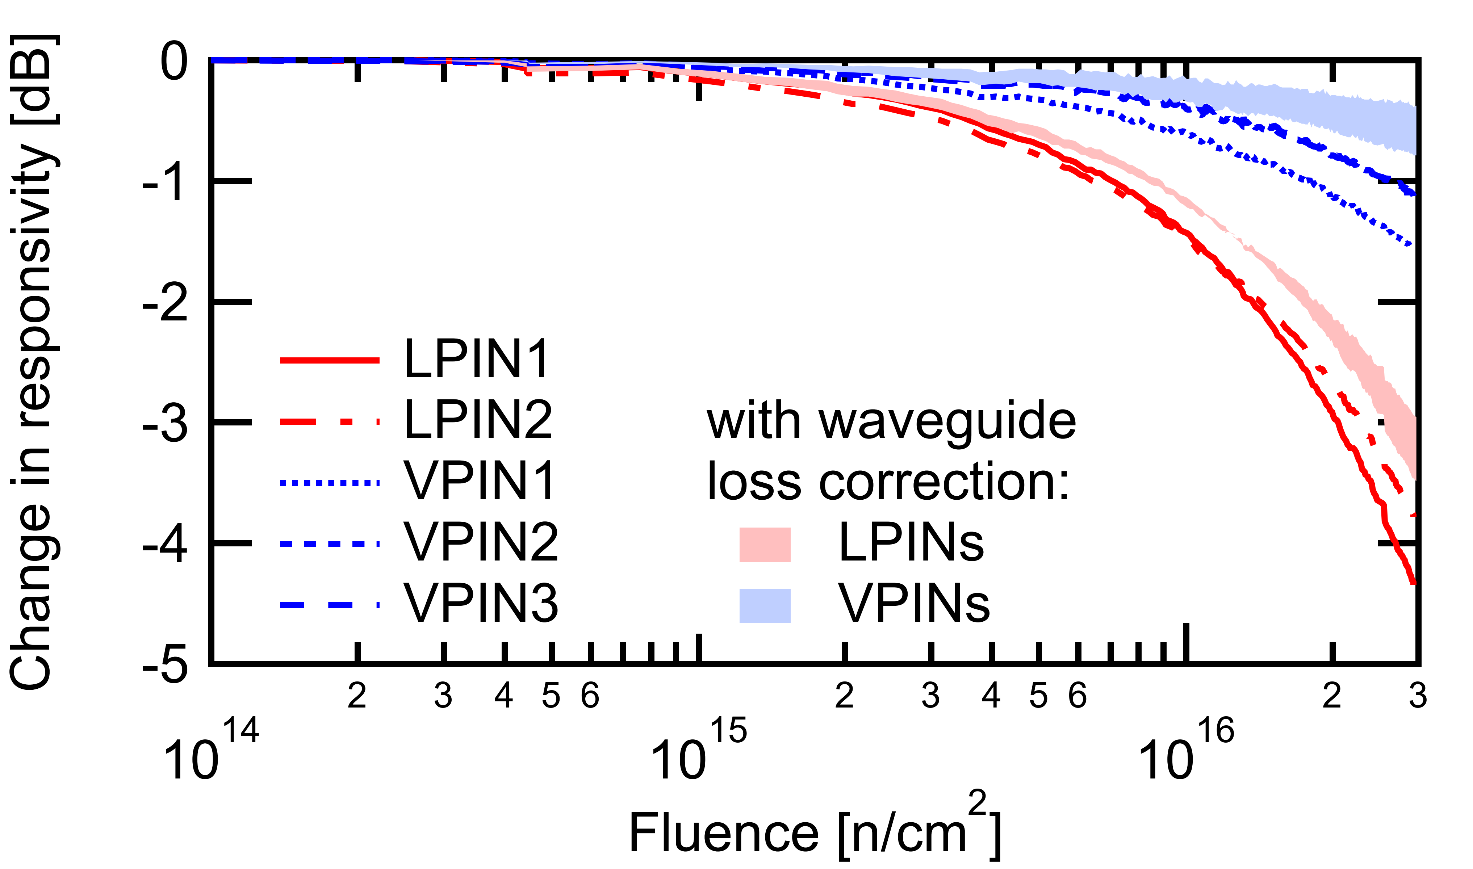 Change in responsivity [dB]
0
-1
-2
-3
-4
-5
LPIN1
LPIN2
VPIN1
VPIN2
VPIN3
with waveguide
loss correction:
LPINs
VPINs
2 3 4 5 6 2 3 4 5 6 2 3
10^14 10^15 10^16
Fluence [n/cm^2]